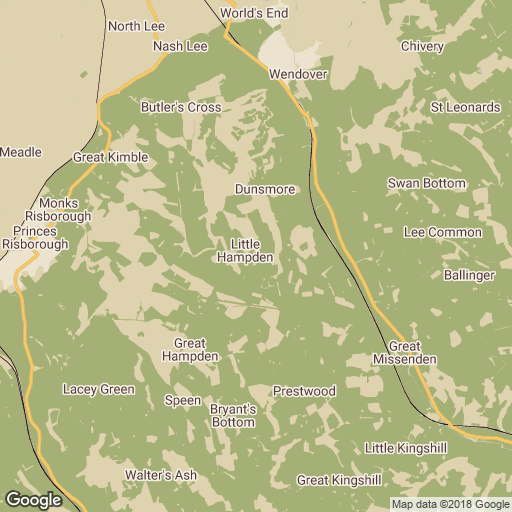 World's End
North Lee
Nash Lee
Chivery
Wendover
Butler's Cross
St Leonards
Meadle
Great Kimble
Dunsmore
Swan Bottom
Monks
Risborough
Princes
Risborough
Lee Common
Little
Hampden
Ballinger
Great
Hampden
Great
Missenden
Lacey Green
Prestwood
Speen
Bryant's
Bottom
Little Kingshill
Walter's Ash
Great Kingshill
Google
Map data ©2018 Google